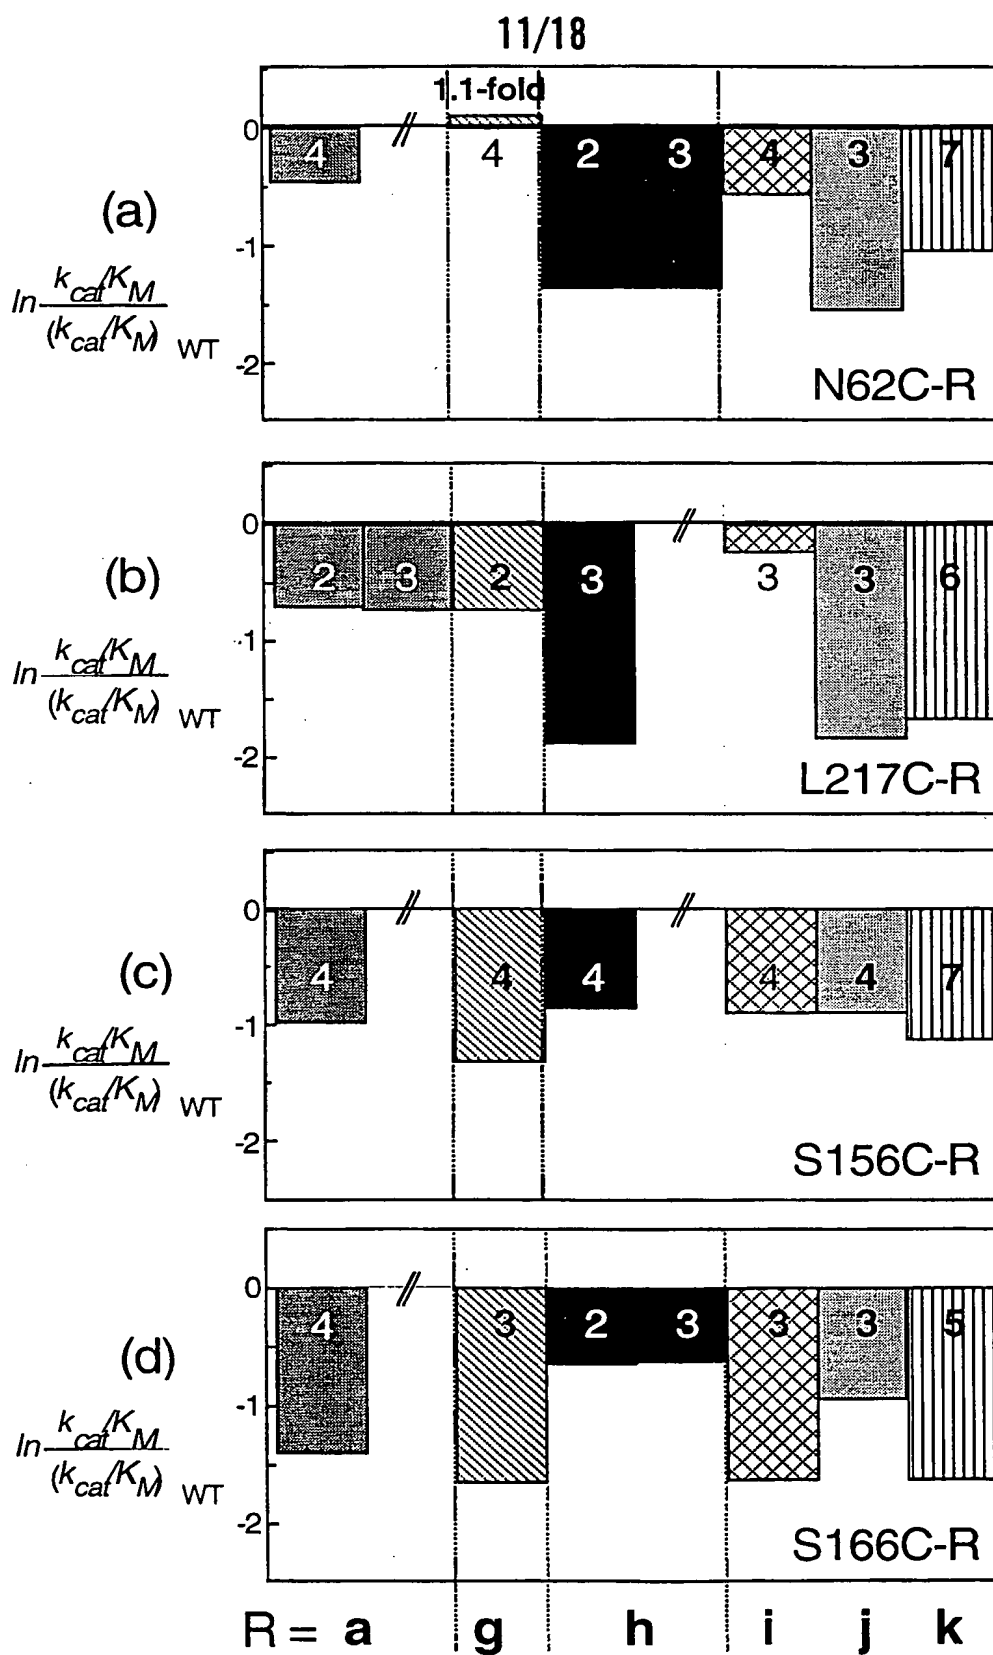 11/18
1.1-fold
0
4 4 2 3 4 3 7
(a)
-1
ln kcat/KM
(kcat/KM) WT
-2
N62C-R
0
(b)
2 3 2 3 3 3 6
-1
ln kcat/KM
(kcat/KM) WT
-2
L217C-R
0
(c)
4 4 4 4 4 7
-1
ln kcat/KM
(kcat/KM) WT
-2
S156C-R
0
4 3 2 3 3 3 5
(d)
-1
ln kcat/KM
(kcat/KM) WT
-2
S166C-R
R = a g h i j k